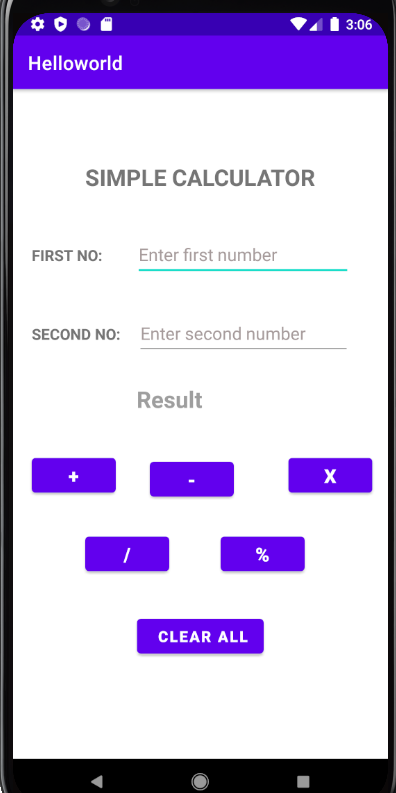 3:06
Helloworld
SIMPLE CALCULATOR
FIRST NO: Enter first number
SECOND NO: Enter second number
Result
+ - X
/ %
CLEAR ALL